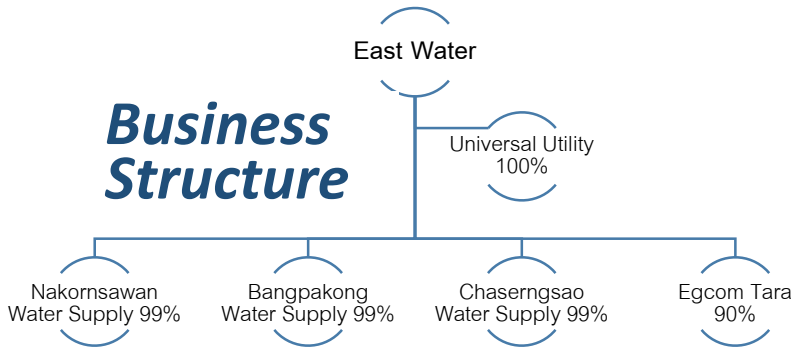 East Water
Business
Structure
Universal Utility
100%
Nakornsawan
Water Supply 99%
Bangpakong
Water Supply 99%
Chaserngsao
Water Supply 99%
Egcom Tara
90%